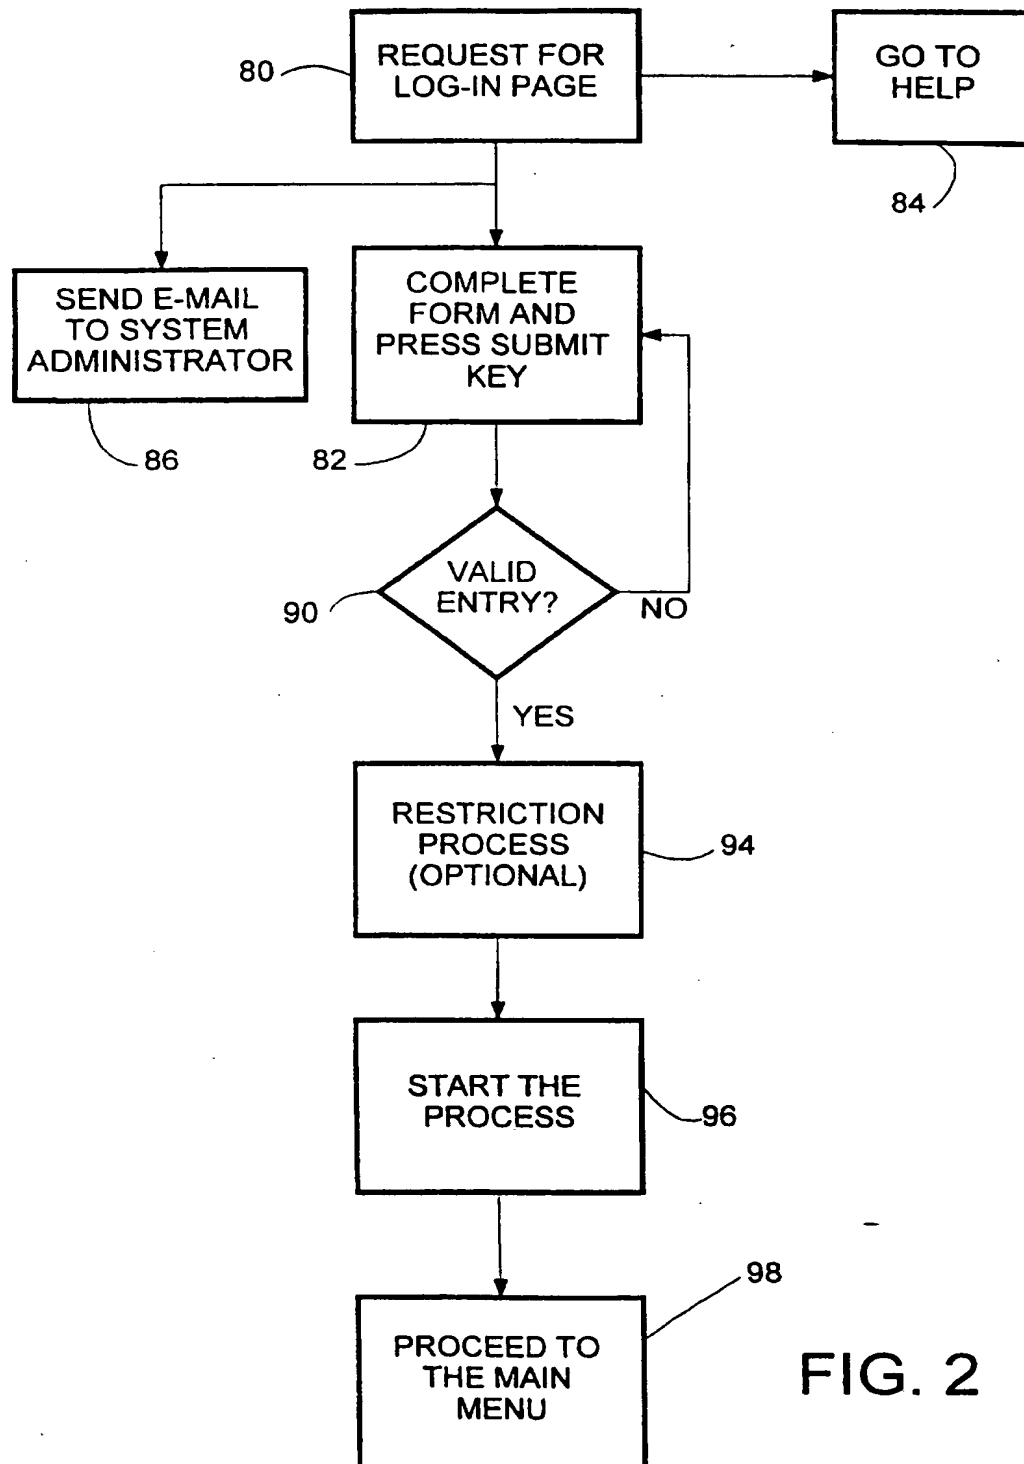 REQUEST FOR
LOG-IN PAGE
80
GO TO
HELP
84
SEND E-MAIL
TO SYSTEM
ADMINISTRATOR
86
COMPLETE
FORM AND
PRESS SUBMIT
KEY
82
VALID
ENTRY?
90
NO
YES
RESTRICTION
PROCESS
(OPTIONAL)
94
START THE
PROCESS
96
PROCEED TO
THE MAIN
MENU
98
FIG. 2